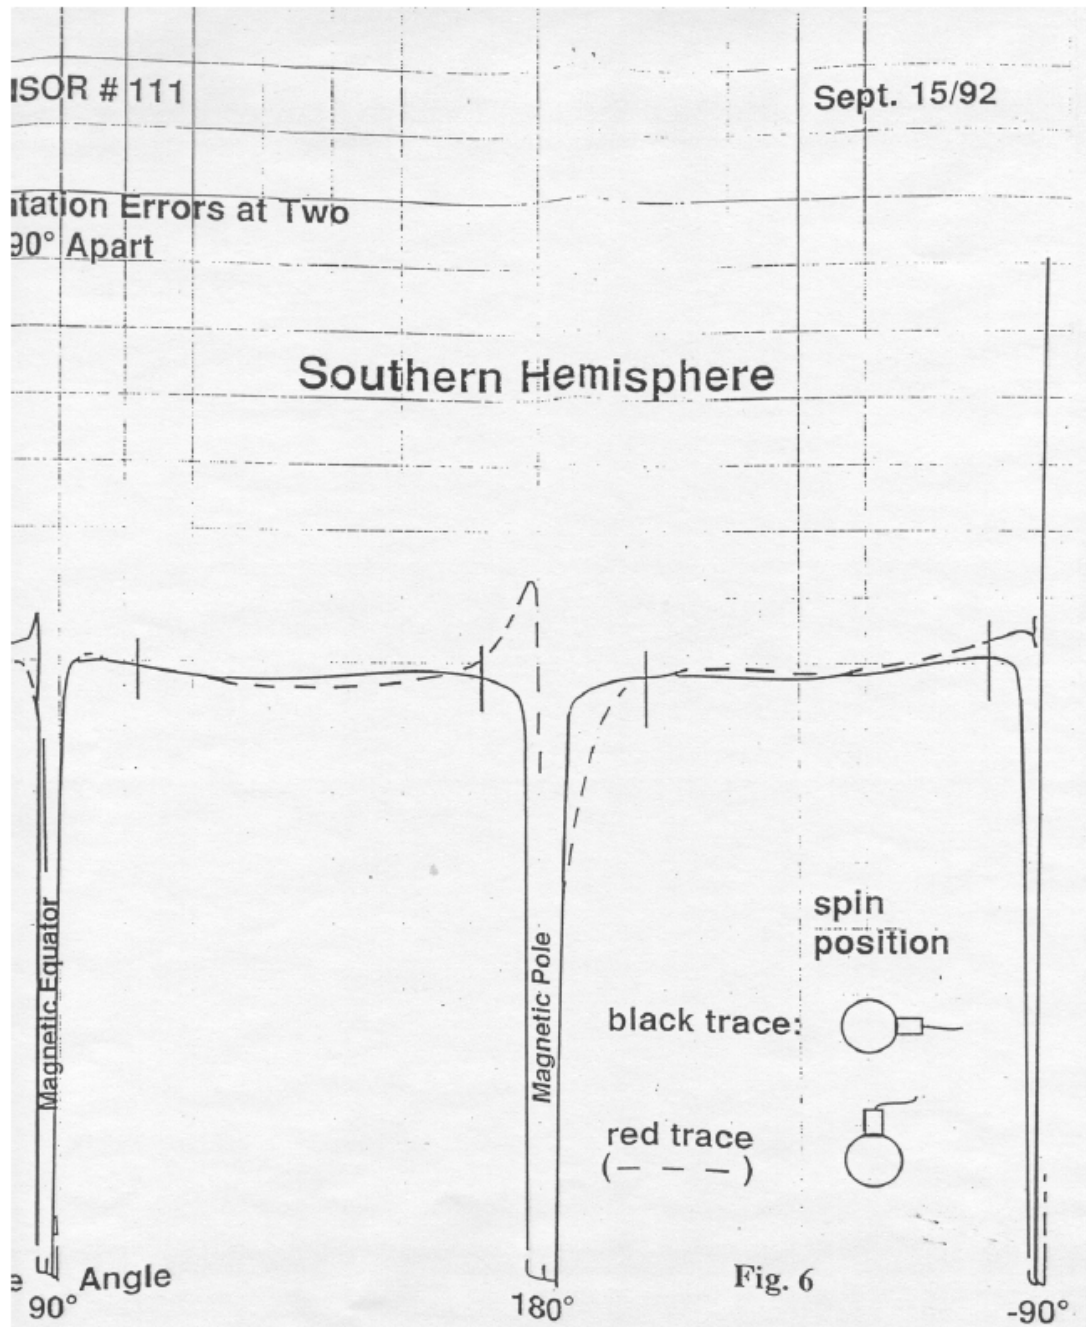 ISOR # 111
Sept. 15/92
ntation Errors at Two
90° Apart
Southern Hemisphere
Magnetic Equator
Magnetic Pole
spin
position
black trace:
red trace
( — — — )
e Angle
Fig. 6
90°
180°
-90°